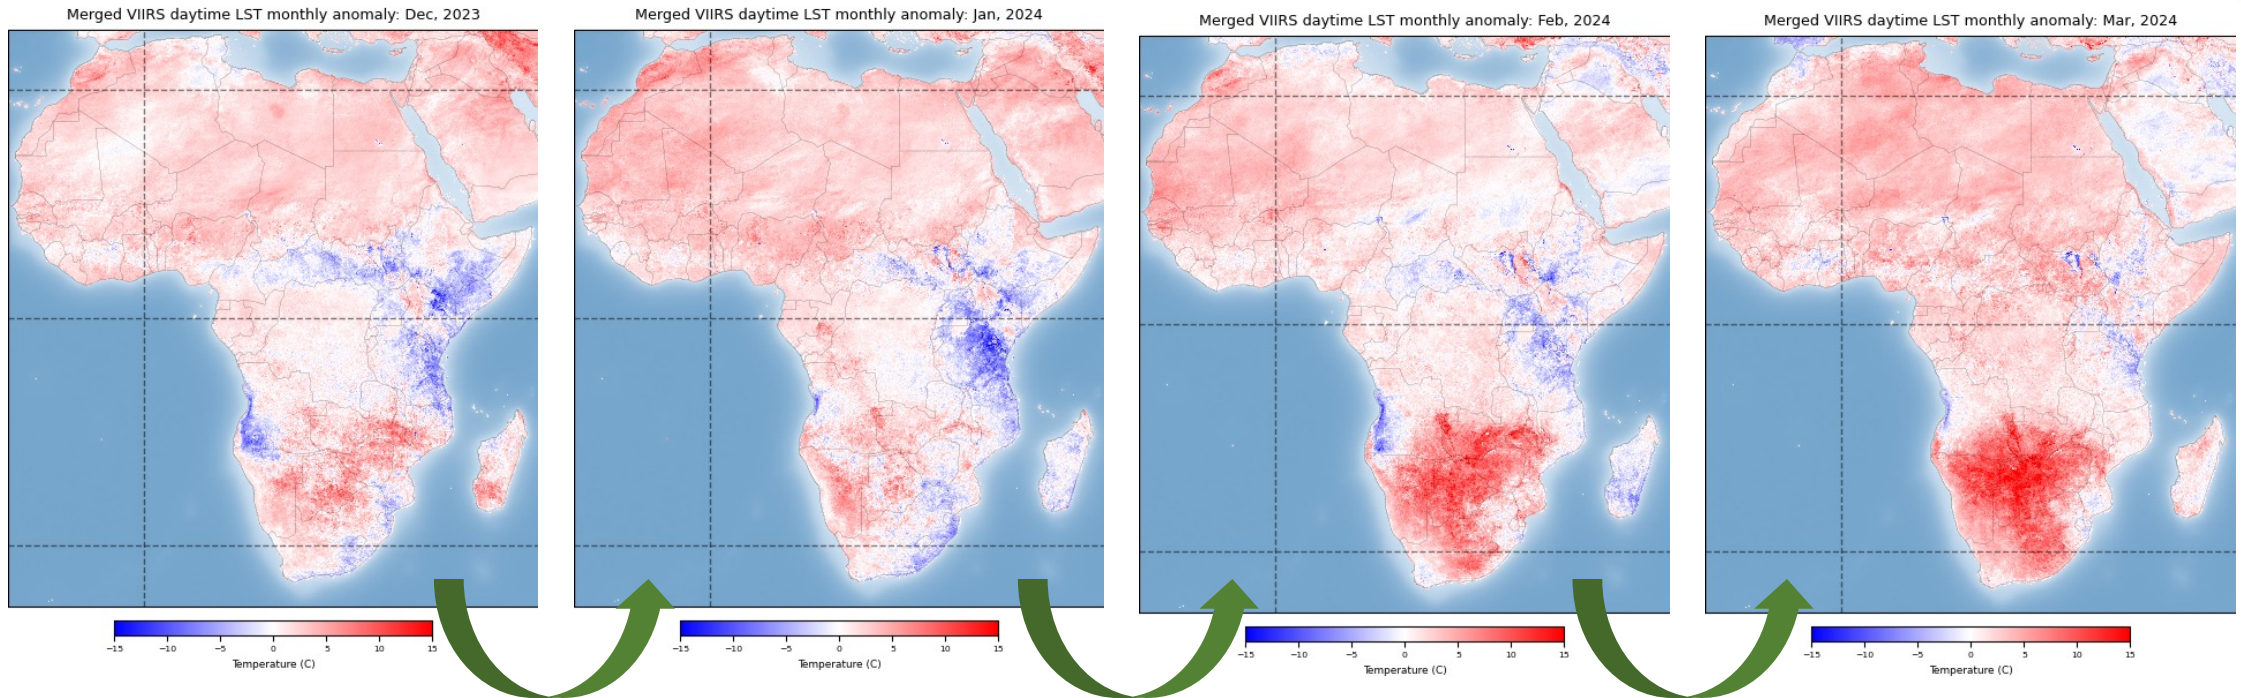 Merged VIIRS daytime LST monthly anomaly: Dec, 2023
−15 −10 −5 0 5 10 15
Temperature (C)
Merged VIIRS daytime LST monthly anomaly: Jan, 2024
−15 −10 −5 0 5 10 15
Temperature (C)
Merged VIIRS daytime LST monthly anomaly: Feb, 2024
−15 −10 −5 0 5 10 15
Temperature (C)
Merged VIIRS daytime LST monthly anomaly: Mar, 2024
−15 −10 −5 0 5 10 15
Temperature (C)